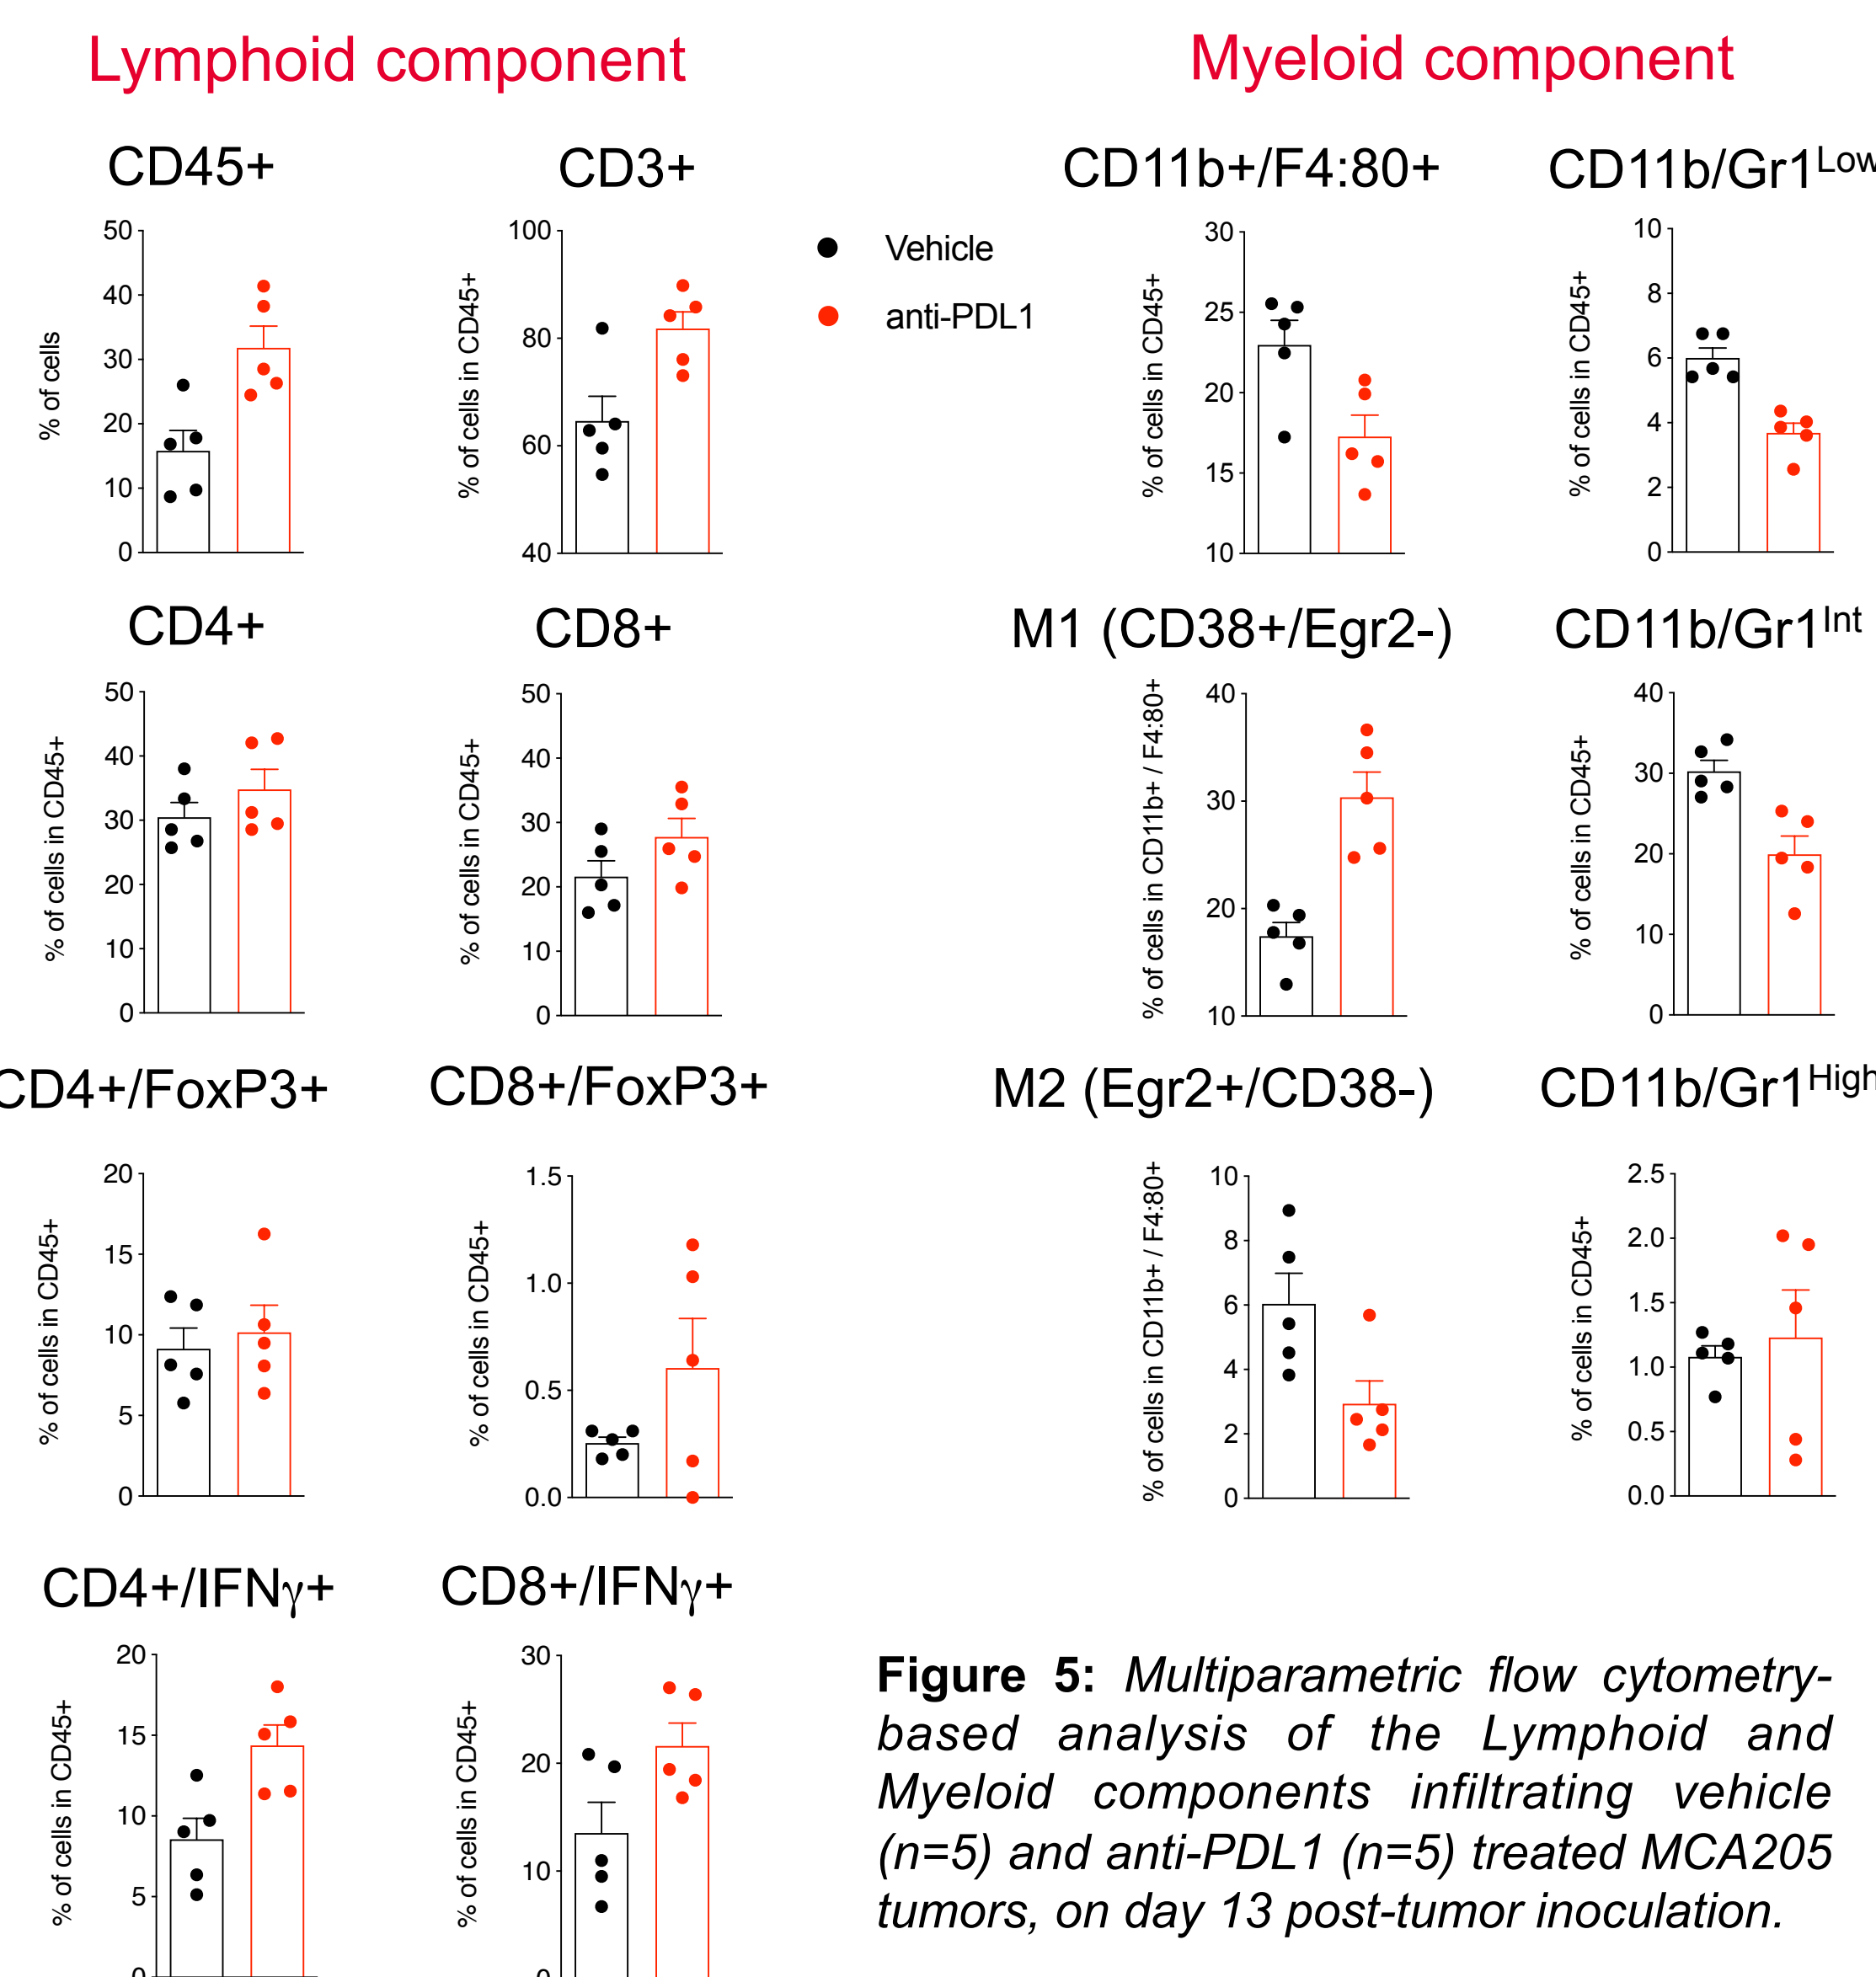 Lymphoid component
Myeloid component
CD45+
CD3+
CD11b+/F4:80+
CD11b/Gr1Low
% of cells
50
40
30
20
10
0
% of cells in CD45+
100
80
60
40
Vehicle
anti-PDL1
% of cells in CD45+
30
25
20
15
10
% of cells in CD45+
10
8
6
4
2
0
CD4+
CD8+
M1 (CD38+/Egr2-)
CD11b/Gr1Int
% of cells in CD45+
50
40
30
20
10
0
% of cells in CD45+
50
40
30
20
10
0
% of cells in CD11b+ / F4:80+
40
30
20
10
% of cells in CD45+
40
30
20
10
0
CD4+/FoxP3+
CD8+/FoxP3+
M2 (Egr2+/CD38-)
CD11b/Gr1High
% of cells in CD45+
20
15
10
5
0
% of cells in CD45+
1.5
1.0
0.5
0.0
% of cells in CD11b+ / F4:80+
10
8
6
4
2
0
% of cells in CD45+
2.5
2.0
1.5
1.0
0.5
0.0
CD4+/IFNγ+
CD8+/IFNγ+
% of cells in CD45+
20
15
10
5
0
% of cells in CD45+
30
20
10
0
Figure 5: Multiparametric flow cytometry-
based analysis of the Lymphoid and
Myeloid components infiltrating vehicle
(n=5) and anti-PDL1 (n=5) treated MCA205
tumors, on day 13 post-tumor inoculation.